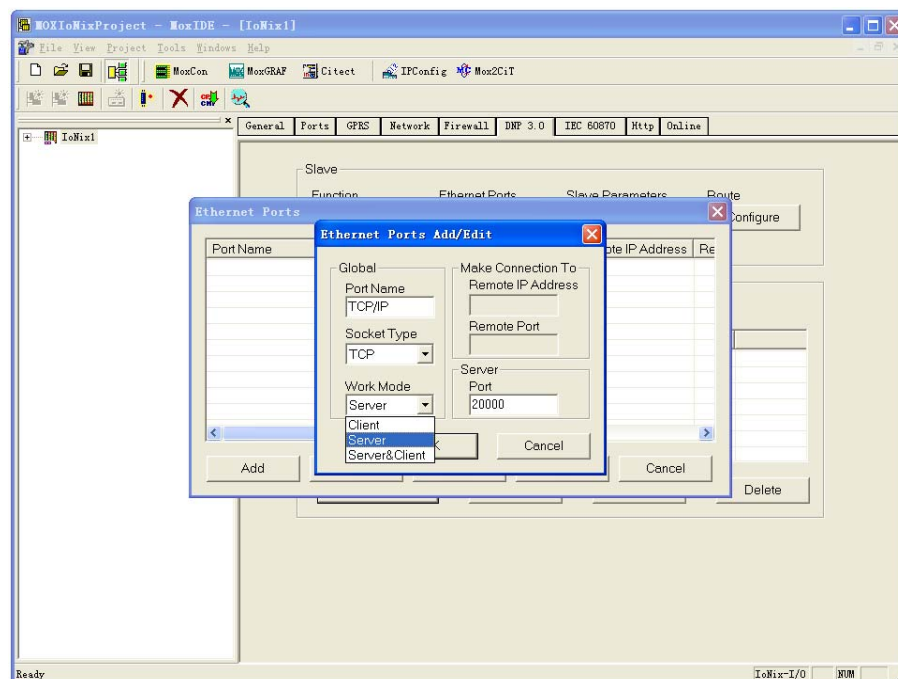 MOXIoNixProject - MoxIDE - [IoNix1]
File View Project Tools Windows Help
MoxCon MoxGRAF Citect IPConfig Mox2CiT
IoNix1
General Ports GPRS Network Firewall DNP 3.0 IEC 60870 Http Online
Slave
Function Ethernet Ports Slave Parameters Route
Configure
Ethernet Ports
Port Name
Remote IP Address
Re
Ethernet Ports Add/Edit
Global
Port Name
TCP/IP
Socket Type
TCP
Work Mode
Server
Client
Server
Server&Client
Make Connection To
Remote IP Address
Remote Port
Server
Port
20000
Cancel
Add
Cancel
Delete
Ready
IoNix-I/O NUM